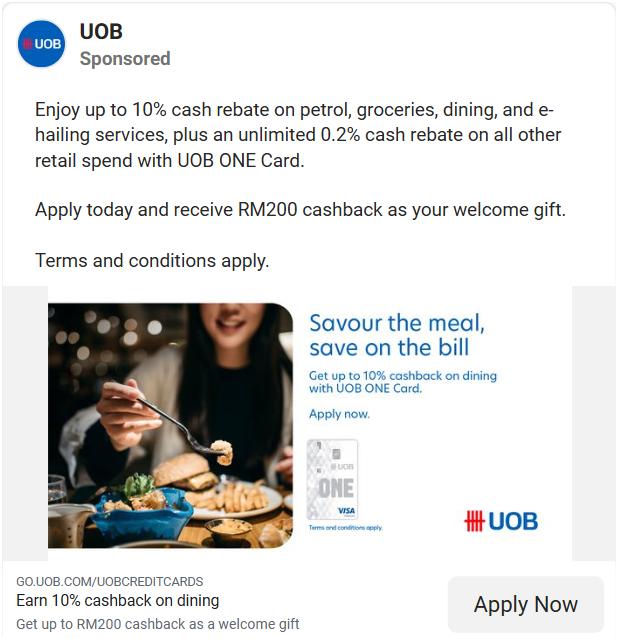 UOB
UOB
Sponsored
Enjoy up to 10% cash rebate on petrol, groceries, dining, and e-
hailing services, plus an unlimited 0.2% cash rebate on all other
retail spend with UOB ONE Card.
Apply today and receive RM200 cashback as your welcome gift.
Terms and conditions apply.
Savour the meal,
save on the bill
Get up to 10% cashback on dining
with UOB ONE Card.
Apply now.
UOB
ONE
VISA
Terms and conditions apply.
UOB
GO.UOB.COM/UOBCREDITCARDS
Earn 10% cashback on dining
Get up to RM200 cashback as a welcome gift
Apply Now